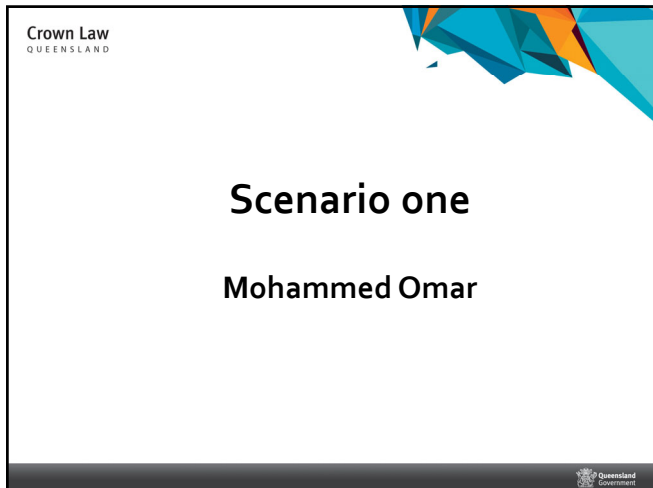 Crown Law
QUEENSLAND
Scenario one
Mohammed Omar
Queensland
Government